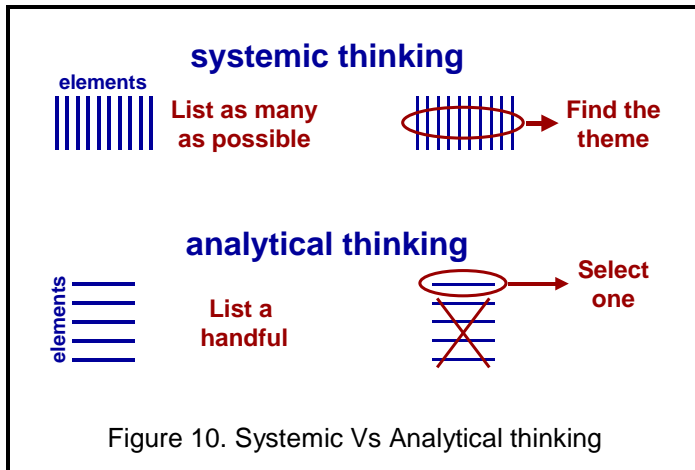 systemic thinking
elements
List as many
as possible
Find the
theme
analytical thinking
elements
List a
handful
Select
one
Figure 10. Systemic Vs Analytical thinking